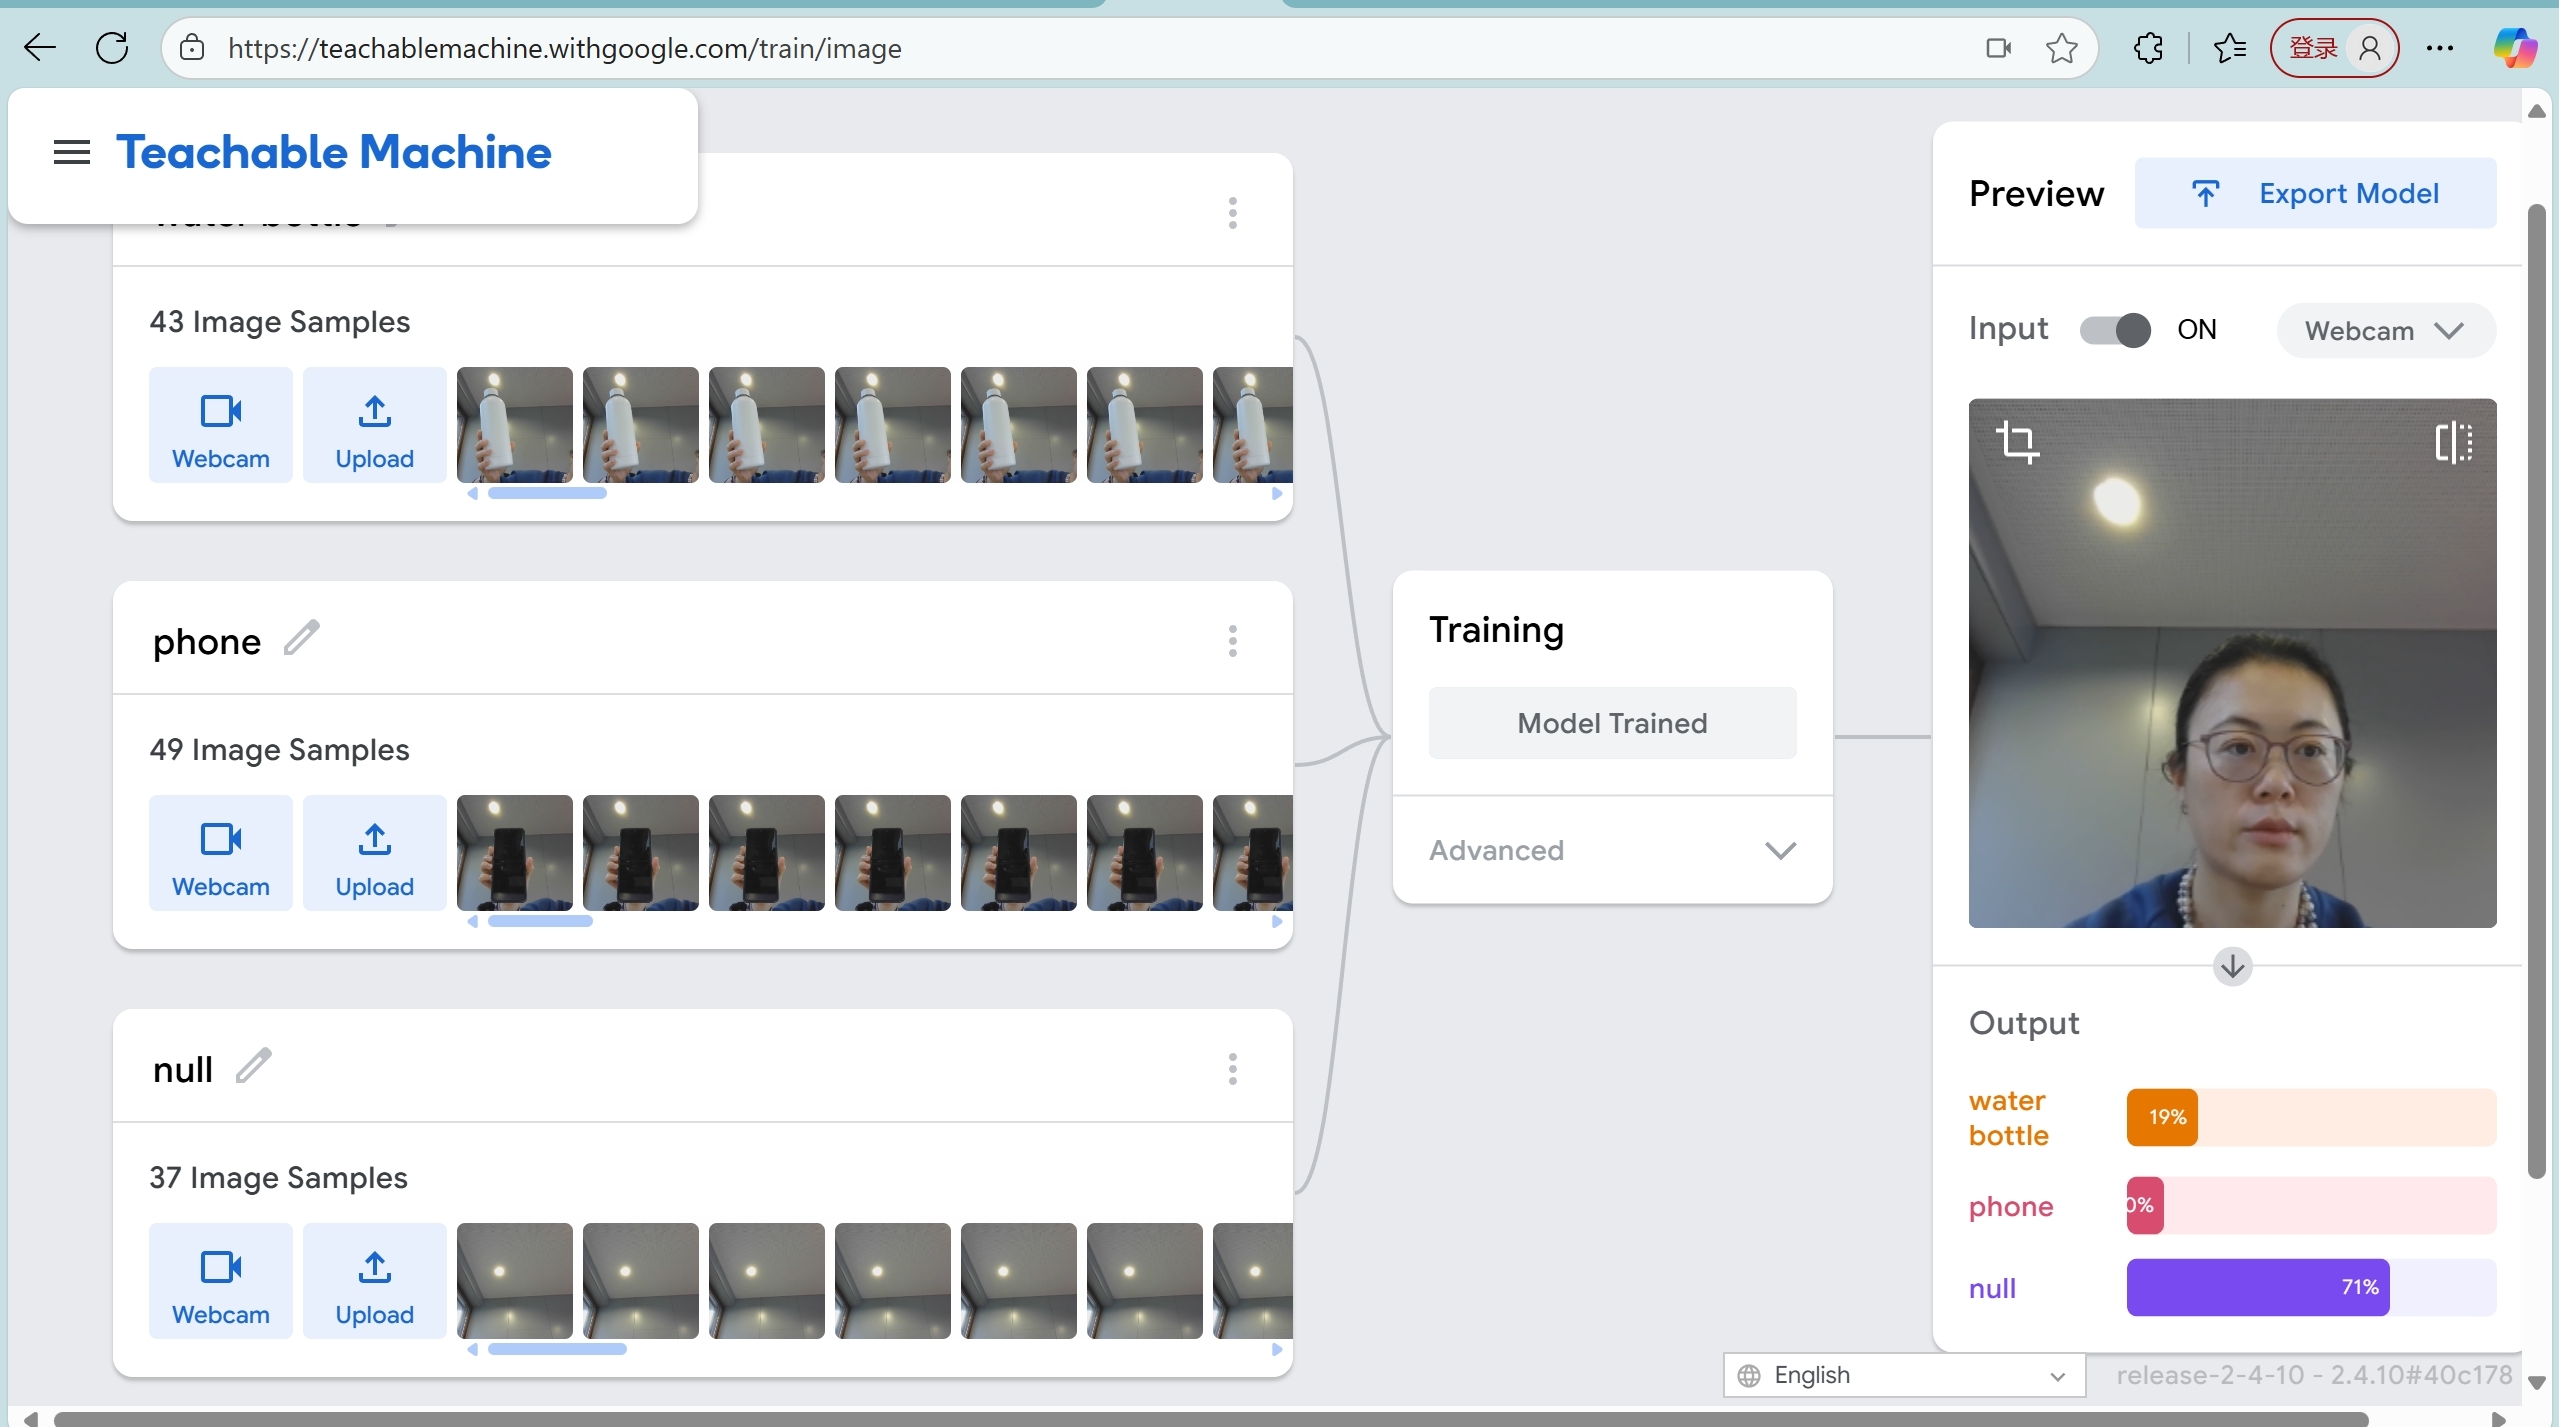 https://teachablemachine.withgoogle.com/train/image
登录
Teachable Machine
water bottle
43 Image Samples
Webcam
Upload
phone
49 Image Samples
Webcam
Upload
null
37 Image Samples
Webcam
Upload
Training
Model Trained
Advanced
Preview
Export Model
Input
ON
Webcam
Output
water
bottle
19%
phone
0%
null
71%
English
release-2-4-10 - 2.4.10#40c178